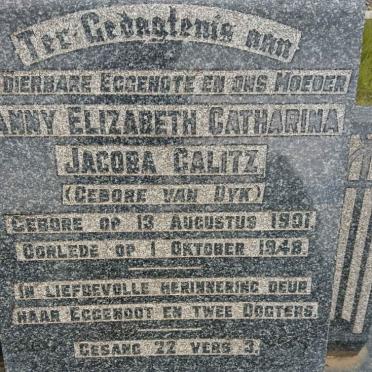 Ter Gedagtenis aan
DIERBARE EGGENOTE EN ONS MOEDER
ANNY ELIZABETH CATHARINA
JACOBA GALITZ
(GEBORE VAN DYK)
GEBORE OP 13 AUGUSTUS 1901
OORLEDE OP 1 OKTOBER 1948.
IN LIEFDEVOLLE HERINNERING DEUR
HAAR EGGENOOT EN TWEE DOGTERS.
GESANG 22 VERS 3.